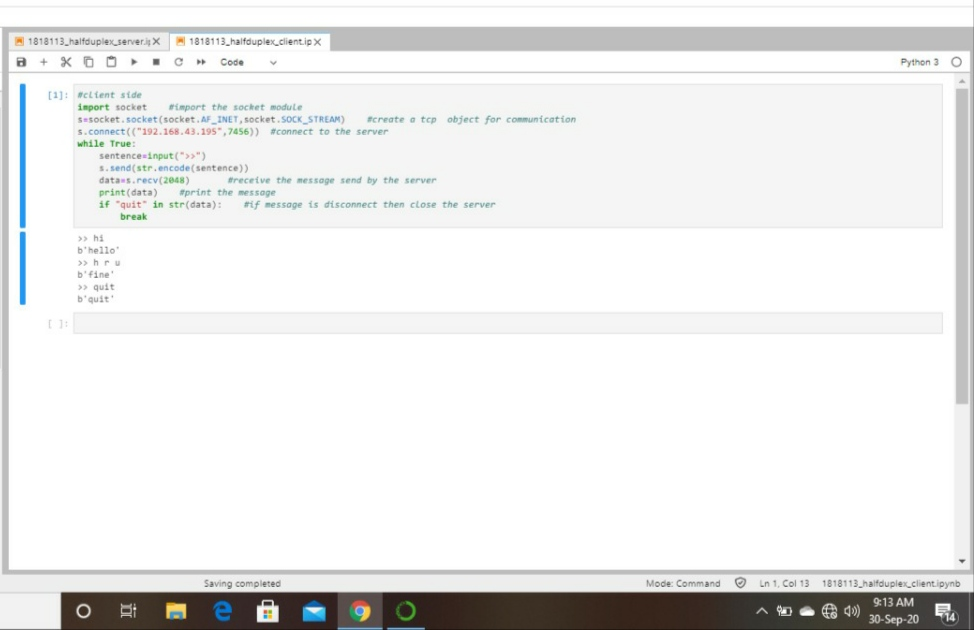 1818113_halfduplex_server.ij X
1818113_halfduplex_client.ip X
Code
Python 3
[1]:
#client side
import socket    #import the socket module
s=socket.socket(socket.AF_INET,socket.SOCK_STREAM)    #create a tcp  object for communication
s.connect(("192.168.43.195",7456))  #connect to the server
while True:
    sentence=input(">>")
    s.send(str.encode(sentence))
    data=s.recv(2048)       #receive the message send by the server
    print(data)    #print the message
    if "quit" in str(data):    #if message is disconnect then close the server
        break
>> hi
b'hello'
>> h r u
b'fine'
>> quit
b'quit'
[ ]:
Saving completed
Mode: Command
Ln 1, Col 13
1818113_halfduplex_client.ipynb
9:13 AM
30-Sep-20
14